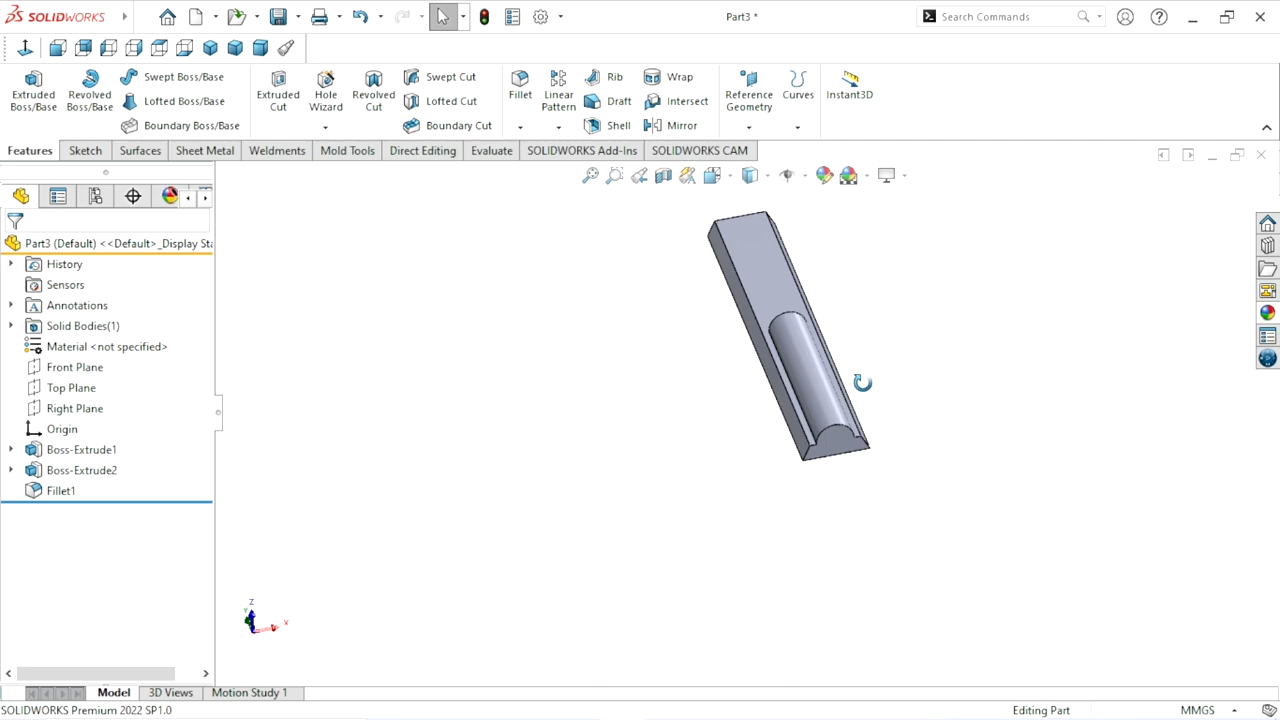 SOLIDWORKS
Part3 *
Search Commands
Extruded Boss/Base
Revolved Boss/Base
Swept Boss/Base
Lofted Boss/Base
Boundary Boss/Base
Extruded Cut
Hole Wizard
Revolved Cut
Swept Cut
Lofted Cut
Boundary Cut
Fillet
Linear Pattern
Rib
Draft
Shell
Wrap
Intersect
Mirror
Reference Geometry
Curves
Instant3D
Features
Sketch
Surfaces
Sheet Metal
Weldments
Mold Tools
Direct Editing
Evaluate
SOLIDWORKS Add-Ins
SOLIDWORKS CAM
Part3 (Default) <<Default>_Display Sta
History
Sensors
Annotations
Solid Bodies(1)
Material <not specified>
Front Plane
Top Plane
Right Plane
Origin
Boss-Extrude1
Boss-Extrude2
Fillet1
Z
Y
X
Model
3D Views
Motion Study 1
SOLIDWORKS Premium 2022 SP1.0
Editing Part
MMGS